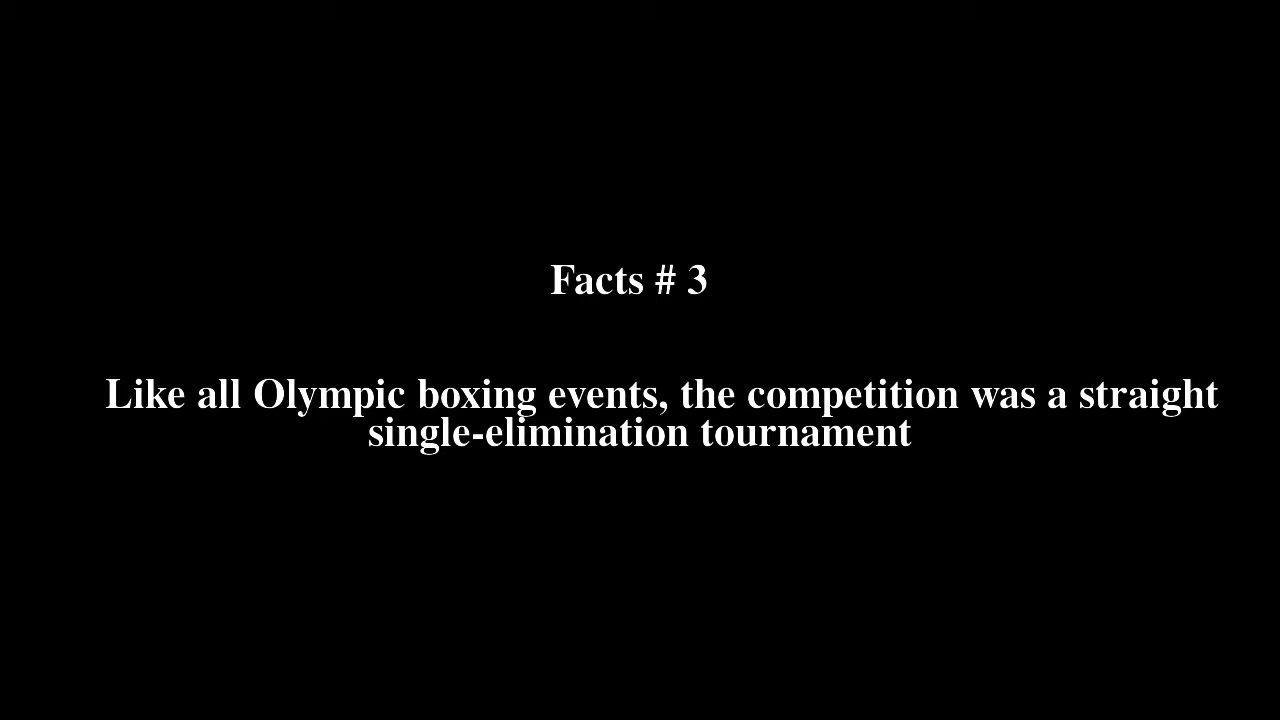 Facts # 3
Like all Olympic boxing events, the competition was a straight
single-elimination tournament